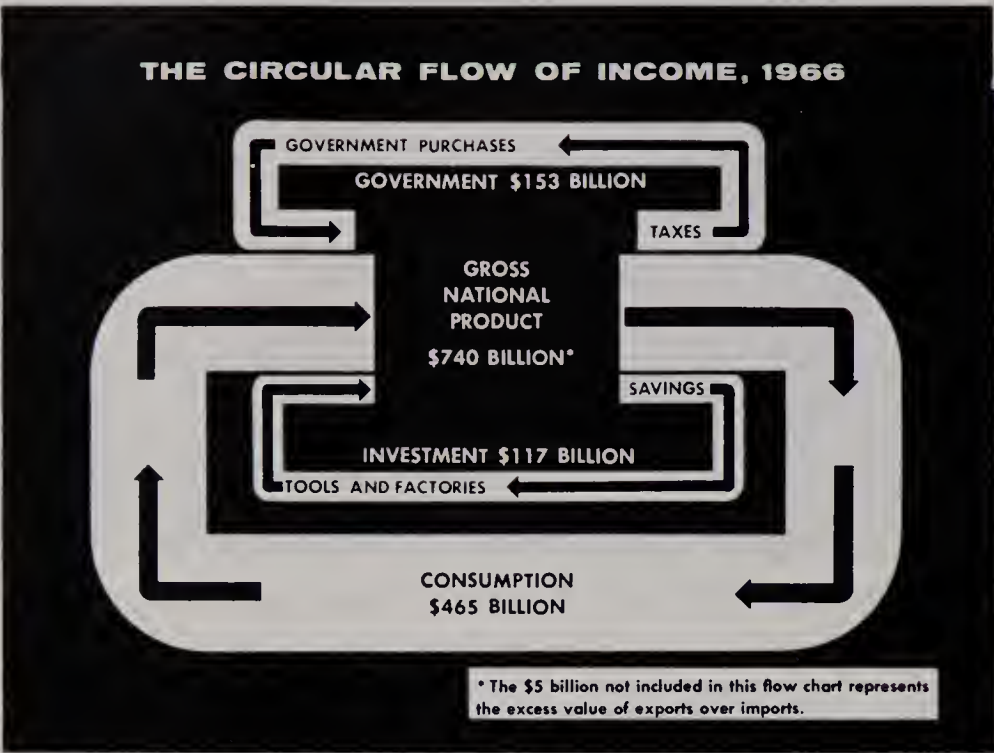 THE CIRCULAR FLOW OF INCOME, 1966
GOVERNMENT PURCHASES
GOVERNMENT $153 BILLION
TAXES
GROSS
NATIONAL
PRODUCT
$740 BILLION*
SAVINGS
INVESTMENT $117 BILLION
TOOLS AND FACTORIES
CONSUMPTION
$465 BILLION
* The $5 billion not included in this flow chart represents
the excess value of exports over imports.